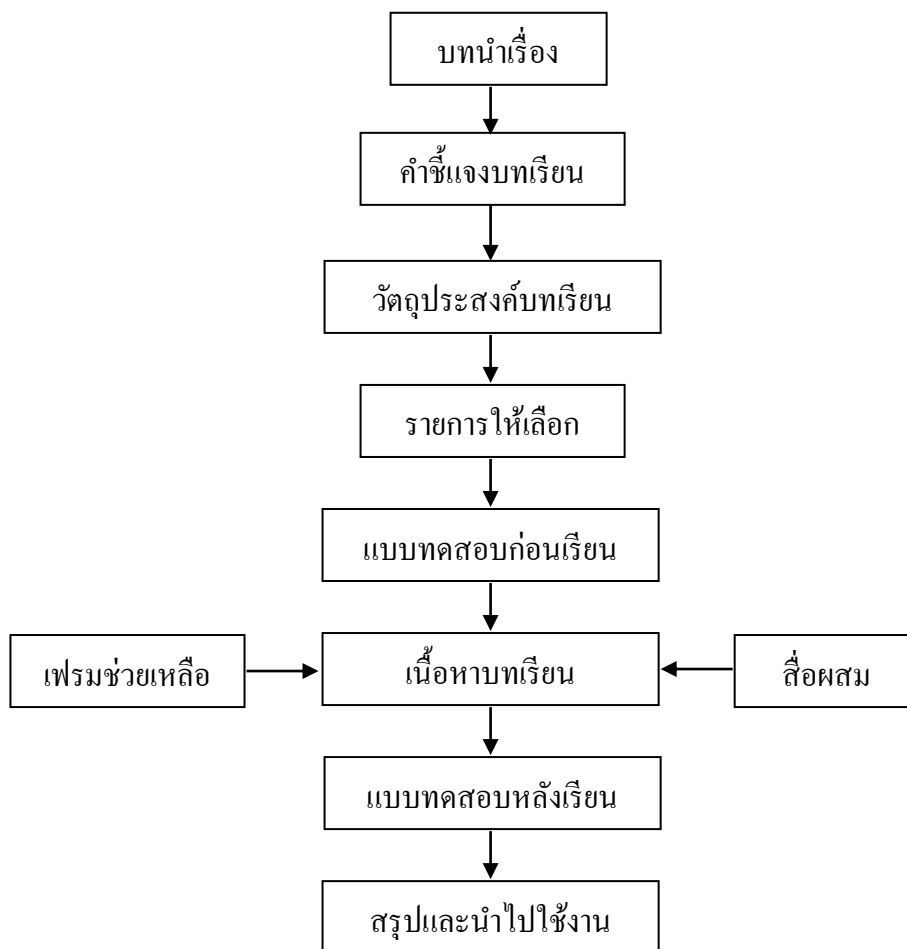 บทนำเรื่อง
คำชี้แจงบทเรียน
วัตถุประสงค์บทเรียน
รายการให้เลือก
แบบทดสอบก่อนเรียน
เฟรมช่วยเหลือ
เนื้อหาบทเรียน
สื่อผสม
แบบทดสอบหลังเรียน
สรุปและนำไปใช้งาน